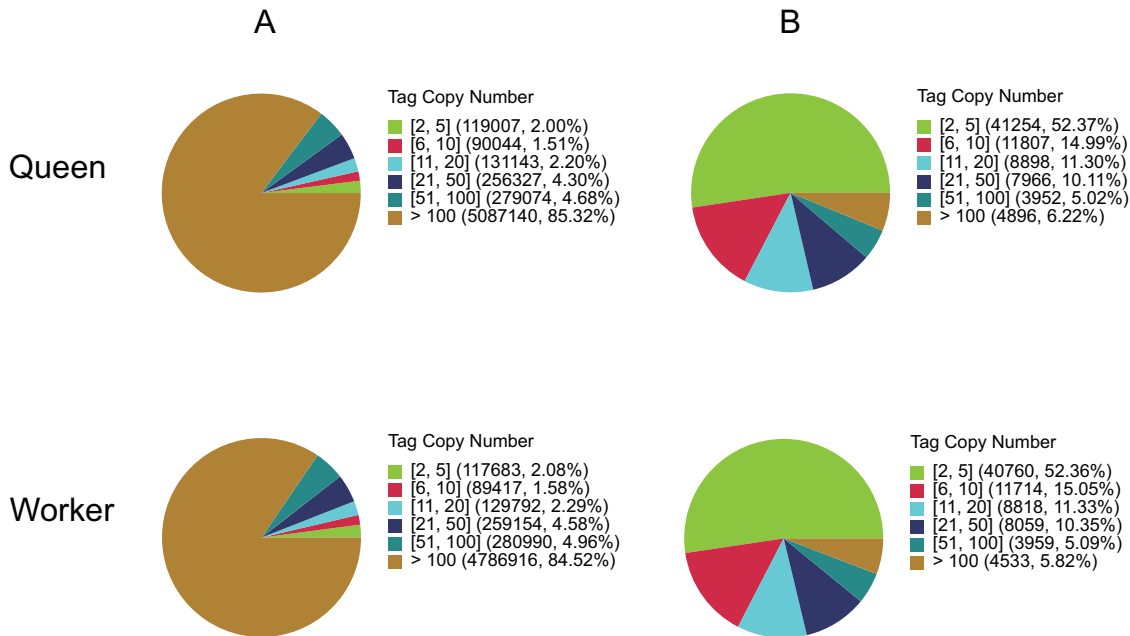 A
B
Queen
Tag Copy Number
[2, 5] (119007, 2.00%)
[6, 10] (90044, 1.51%)
[11, 20] (131143, 2.20%)
[21, 50] (256327, 4.30%)
[51, 100] (279074, 4.68%)
> 100 (5087140, 85.32%)
Tag Copy Number
[2, 5] (41254, 52.37%)
[6, 10] (11807, 14.99%)
[11, 20] (8898, 11.30%)
[21, 50] (7966, 10.11%)
[51, 100] (3952, 5.02%)
> 100 (4896, 6.22%)
Worker
Tag Copy Number
[2, 5] (117683, 2.08%)
[6, 10] (89417, 1.58%)
[11, 20] (129792, 2.29%)
[21, 50] (259154, 4.58%)
[51, 100] (280990, 4.96%)
> 100 (4786916, 84.52%)
Tag Copy Number
[2, 5] (40760, 52.36%)
[6, 10] (11714, 15.05%)
[11, 20] (8818, 11.33%)
[21, 50] (8059, 10.35%)
[51, 100] (3959, 5.09%)
> 100 (4533, 5.82%)